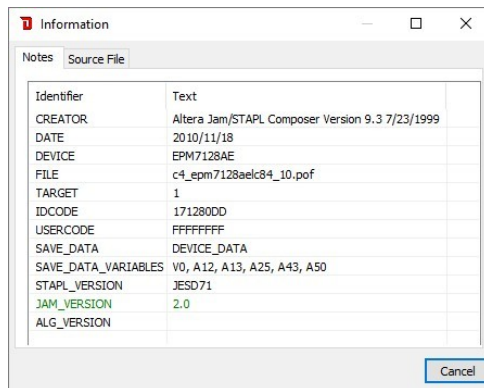 Information
Notes Source File
Identifier Text
CREATOR Altera Jam/STAPL Composer Version 9.3 7/23/1999
DATE 2010/11/18
DEVICE EPM7128AE
FILE c4_epm7128aelc84_10.pof
TARGET 1
IDCODE 171280DD
USERCODE FFFFFFFF
SAVE_DATA DEVICE_DATA
SAVE_DATA_VARIABLES V0, A12, A13, A25, A43, A50
STAPL_VERSION JESD71
JAM_VERSION 2.0
ALG_VERSION
Cancel